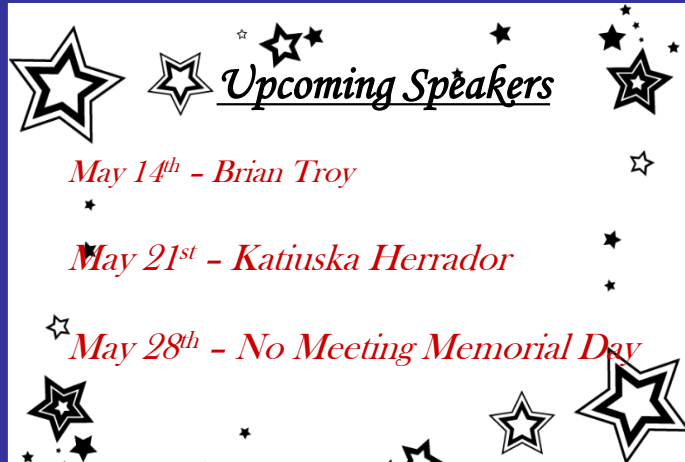 Upcoming Speakers
May 14th – Brian Troy
May 21st – Katiuska Herrador
May 28th – No Meeting Memorial Day